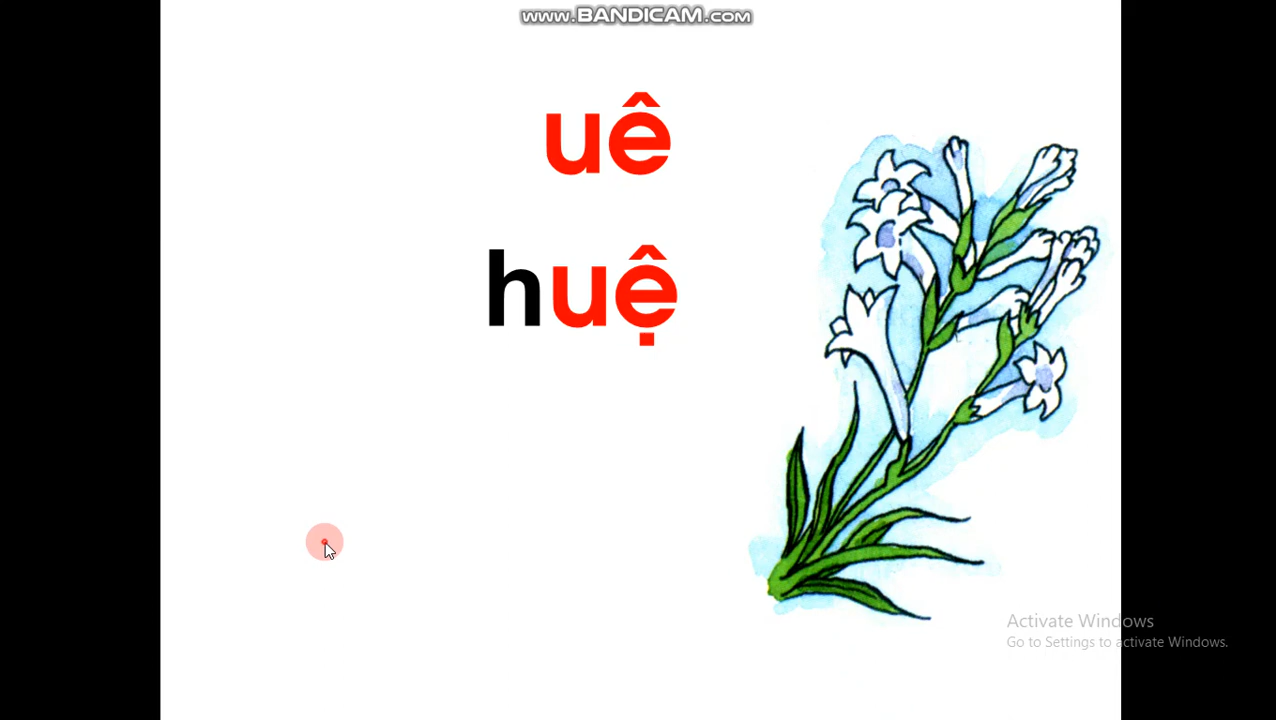 www.BANDICAM.com
uê
huệ
Activate Windows
Go to Settings to activate Windows.